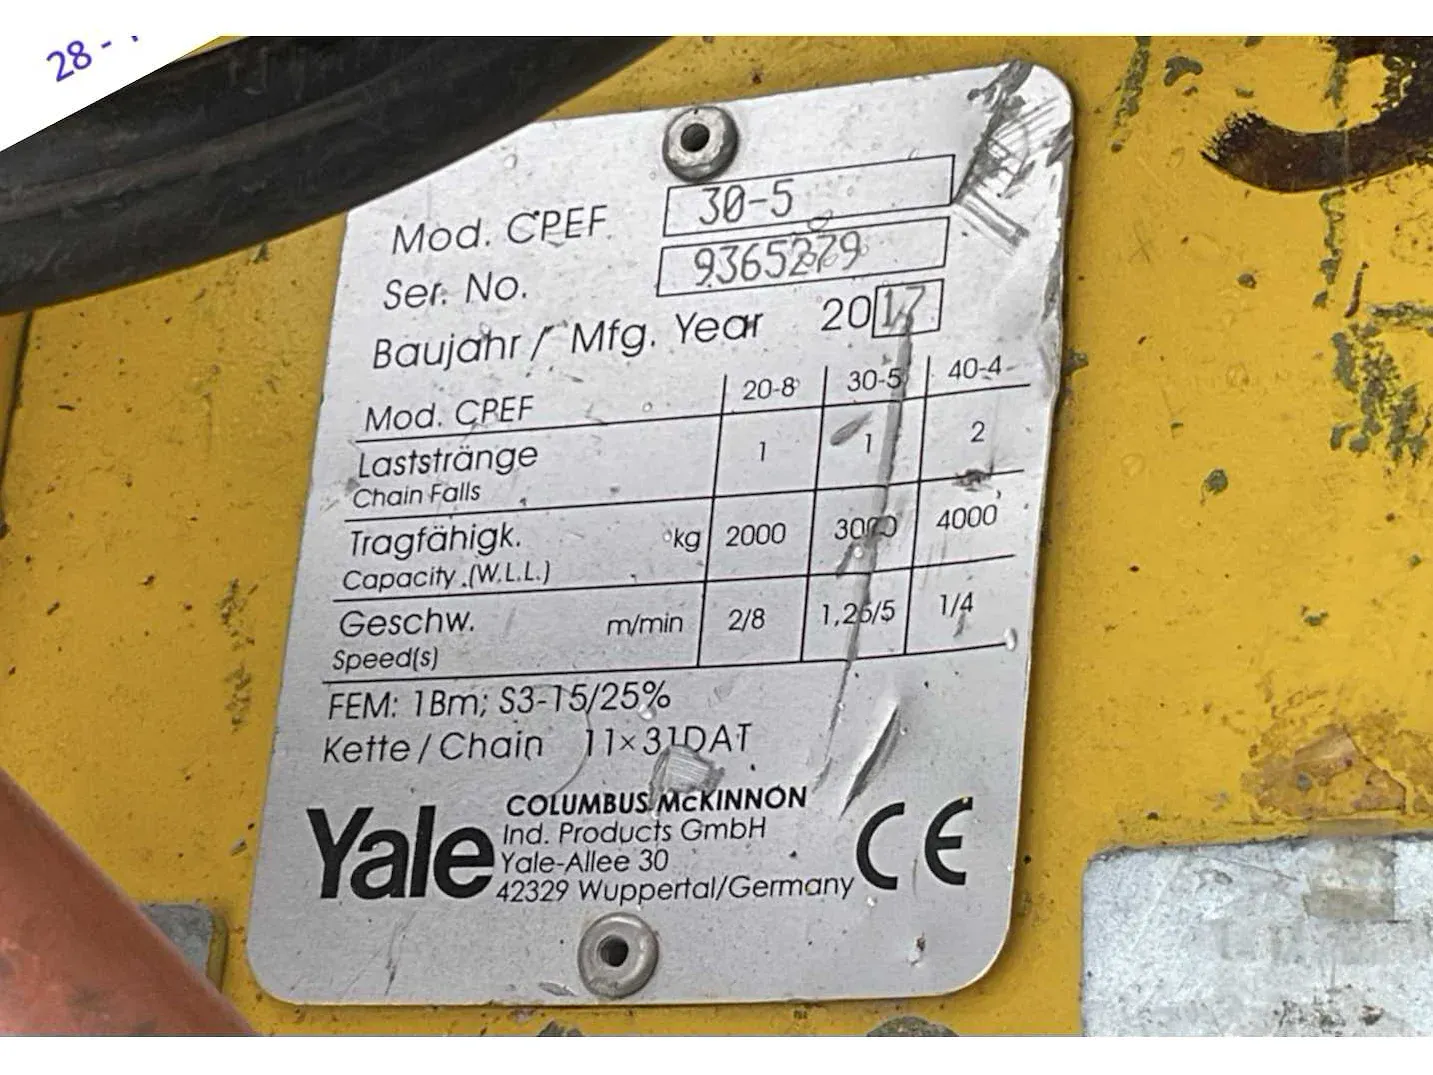 28 -
Mod. CPEF 30-5
Ser. No. 9365279
Baujahr / Mfg. Year 2017
Mod. CPEF 20-8 30-5 40-4
Laststränge 1 1 2
Chain Falls
Tragfähigk. kg 2000 3000 4000
Capacity (W.L.L.)
Geschw. m/min 2/8 1,25/5 1/4
Speed(s)
FEM: 1Bm; S3-15/25%
Kette / Chain 11×31DAT
Yale COLUMBUS McKINNON
Ind. Products GmbH
Yale-Allee 30
42329 Wuppertal/Germany
CE